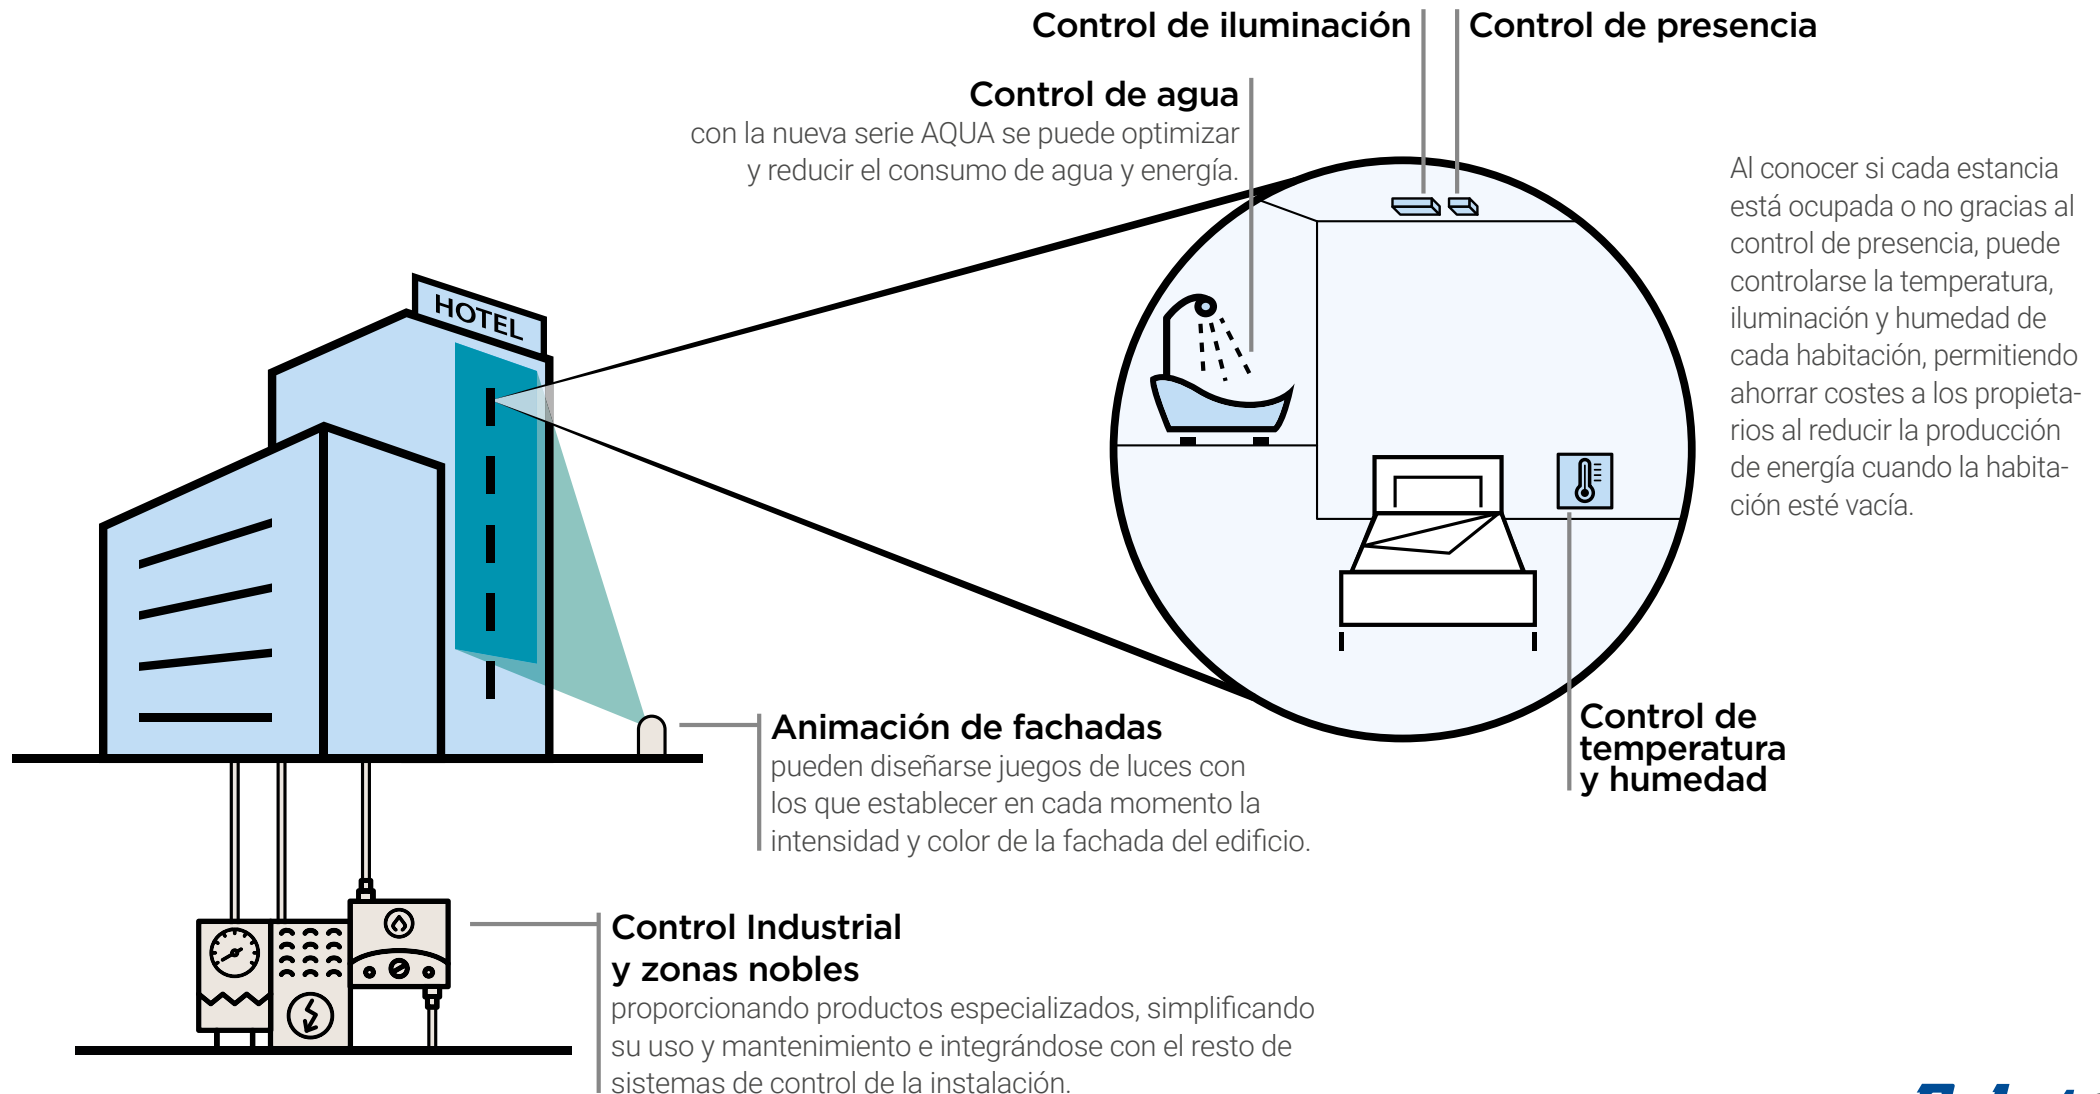 Control de iluminación
Control de presencia
Control de agua
con la nueva serie AQUA se puede optimizar
y reducir el consumo de agua y energía.
Al conocer si cada estancia
está ocupada o no gracias al
control de presencia, puede
controlarse la temperatura,
iluminación y humedad de
cada habitación, permitiendo
ahorrar costes a los propieta-
rios al reducir la producción
de energía cuando la habita-
ción esté vacía.
HOTEL
Control de
temperatura
y humedad
Animación de fachadas
pueden diseñarse juegos de luces con
los que establecer en cada momento la
intensidad y color de la fachada del edificio.
Control Industrial
y zonas nobles
proporcionando productos especializados, simplificando
su uso y mantenimiento e integrándose con el resto de
sistemas de control de la instalación.